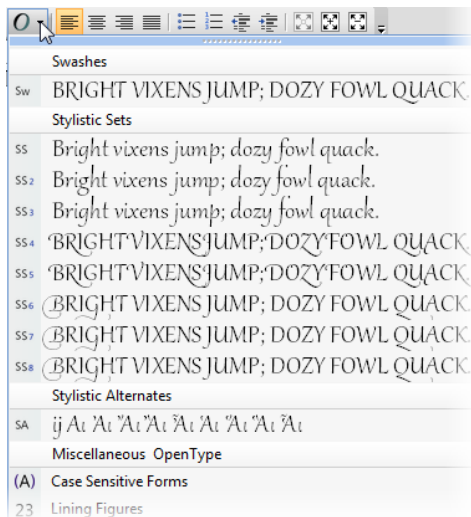 O
Swashes
Sw BRIGHT VIXENS JUMP; DOZY FOWL QUACK.
Stylistic Sets
SS Bright vixens jump; dozy fowl quack.
SS2 Bright vixens jump; dozy fowl quack.
SS3 Bright vixens jump; dozy fowl quack.
SS4 BRIGHT VIXENS JUMP; DOZY FOWL QUACK
SS5 BRIGHT VIXENS JUMP; DOZY FOWL QUACK
SS6 BRIGHT VIXENS JUMP; DOZY FOWL QUACK.
SS7 BRIGHT VIXENS JUMP; DOZY FOWL QUACK.
SS8 BRIGHT VIXENS JUMP; DOZY FOWL QUACK.
Stylistic Alternates
SA ij
Miscellaneous OpenType
(A) Case Sensitive Forms
23 Lining Figures